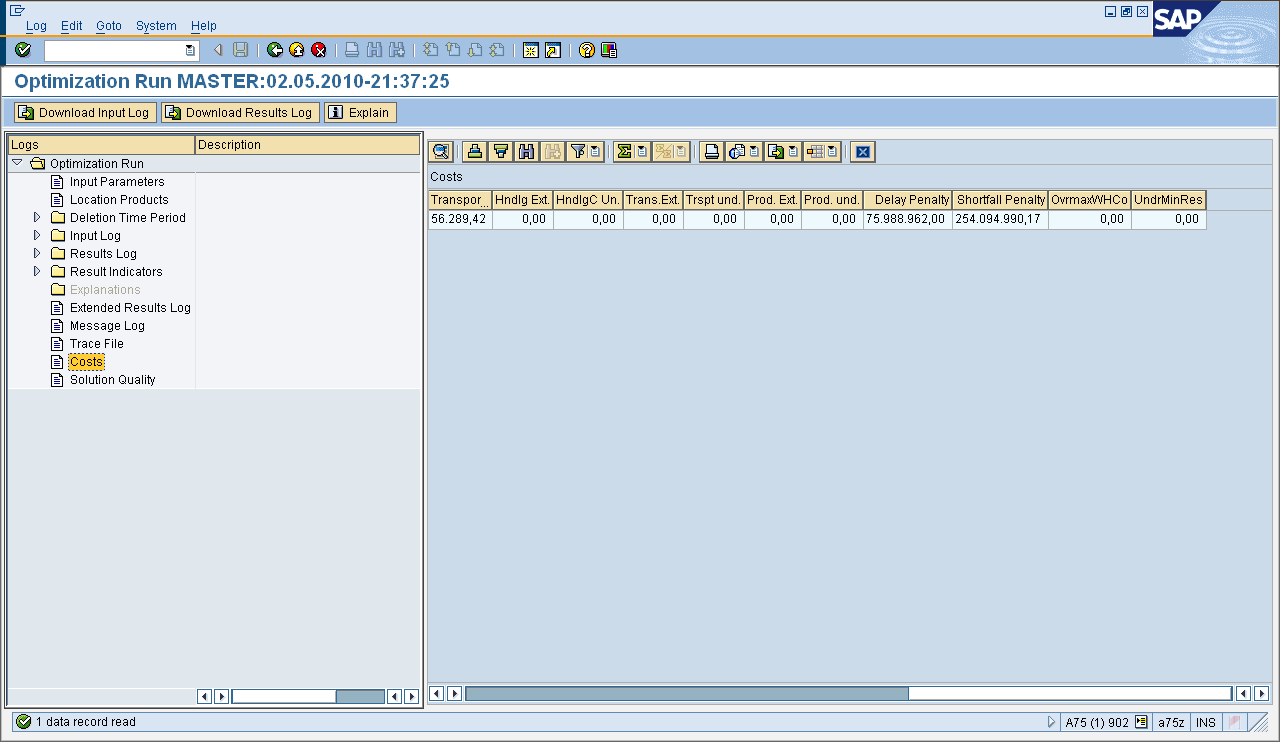 Log Edit Goto System Help
SAP
Optimization Run MASTER:02.05.2010-21:37:25
Download Input Log Download Results Log Explain
Logs Description
Optimization Run
Input Parameters
Location Products
Deletion Time Period
Input Log
Results Log
Result Indicators
Explanations
Extended Results Log
Message Log
Trace File
Costs
Solution Quality
Costs
Transpor... Hndlg Ext. HndlgC Un. Trans.Ext. Trspt und. Prod. Ext. Prod. und. Delay Penalty Shortfall Penalty OvrmaxWHCo UndrMinRes
56.289,42 0,00 0,00 0,00 0,00 0,00 0,00 75.988.962,00 254.094.990,17 0,00 0,00
1 data record read
A75 (1) 902 a75z INS